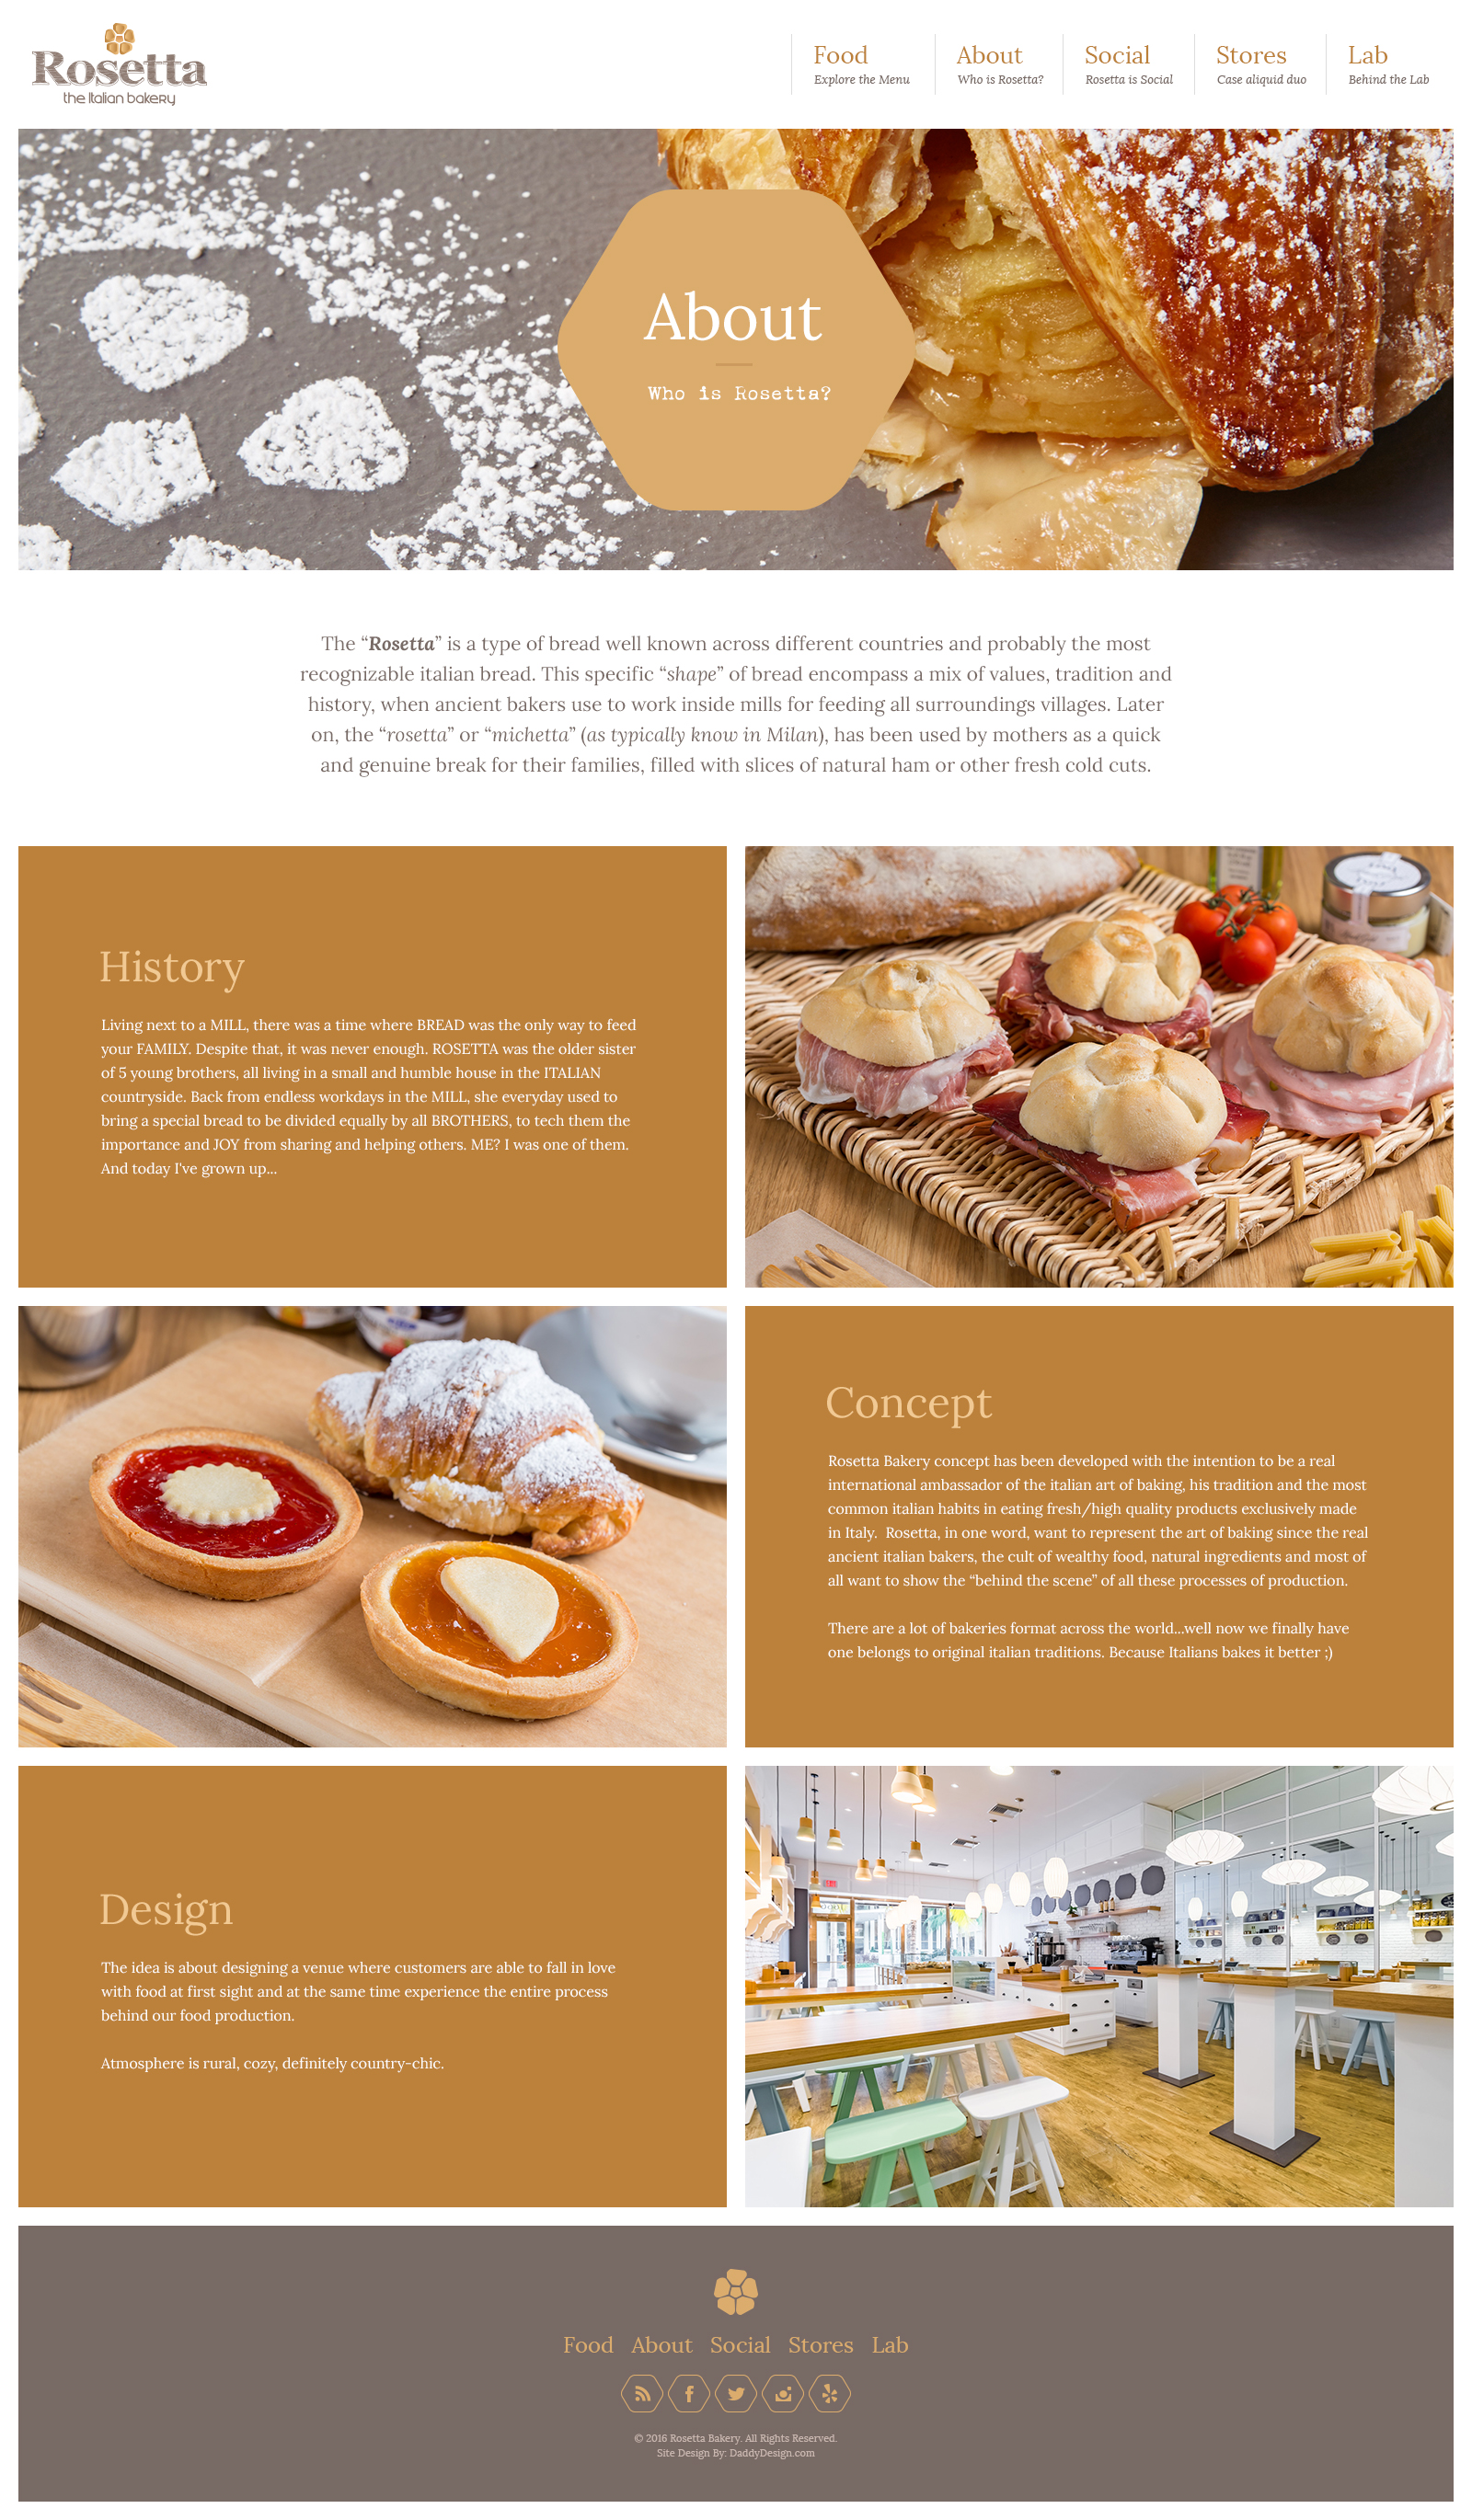 Rosetta
the Italian bakery
Food
Explore the Menu
About
Who is Rosetta?
Social
Rosetta is Social
Stores
Case aliquid duo
Lab
Behind the Lab
About
Who is Rosetta?
The “Rosetta” is a type of bread well known across different countries and probably the most
recognizable italian bread. This specific “shape” of bread encompass a mix of values, tradition and
history, when ancient bakers use to work inside mills for feeding all surroundings villages. Later
on, the “rosetta” or “michetta” (as typically know in Milan), has been used by mothers as a quick
and genuine break for their families, filled with slices of natural ham or other fresh cold cuts.
History
Living next to a MILL, there was a time where BREAD was the only way to feed
your FAMILY. Despite that, it was never enough. ROSETTA was the older sister
of 5 young brothers, all living in a small and humble house in the ITALIAN
countryside. Back from endless workdays in the MILL, she everyday used to
bring a special bread to be divided equally by all BROTHERS, to tech them the
importance and JOY from sharing and helping others. ME? I was one of them.
And today I've grown up...
Concept
Rosetta Bakery concept has been developed with the intention to be a real
international ambassador of the italian art of baking, his tradition and the most
common italian habits in eating fresh/high quality products exclusively made
in Italy.  Rosetta, in one word, want to represent the art of baking since the real
ancient italian bakers, the cult of wealthy food, natural ingredients and most of
all want to show the “behind the scene” of all these processes of production.
There are a lot of bakeries format across the world...well now we finally have
one belongs to original italian traditions. Because Italians bakes it better ;)
Design
The idea is about designing a venue where customers are able to fall in love
with food at first sight and at the same time experience the entire process
behind our food production.
Atmosphere is rural, cozy, definitely country-chic.
Food About Social Stores Lab
© 2016 Rosetta Bakery. All Rights Reserved.
Site Design By: DaddyDesign.com